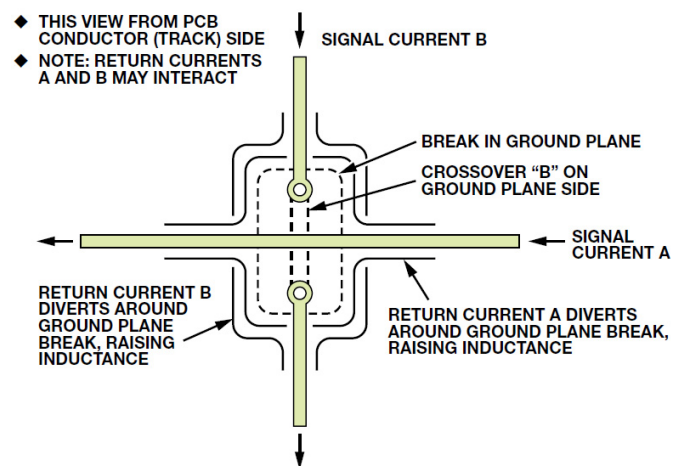 ◆ THIS VIEW FROM PCB
CONDUCTOR (TRACK) SIDE
◆ NOTE: RETURN CURRENTS
A AND B MAY INTERACT
SIGNAL CURRENT B
BREAK IN GROUND PLANE
CROSSOVER “B” ON
GROUND PLANE SIDE
SIGNAL
CURRENT A
RETURN CURRENT B
DIVERTS AROUND
GROUND PLANE
BREAK, RAISING
INDUCTANCE
RETURN CURRENT A DIVERTS
AROUND GROUND PLANE BREAK,
RAISING INDUCTANCE